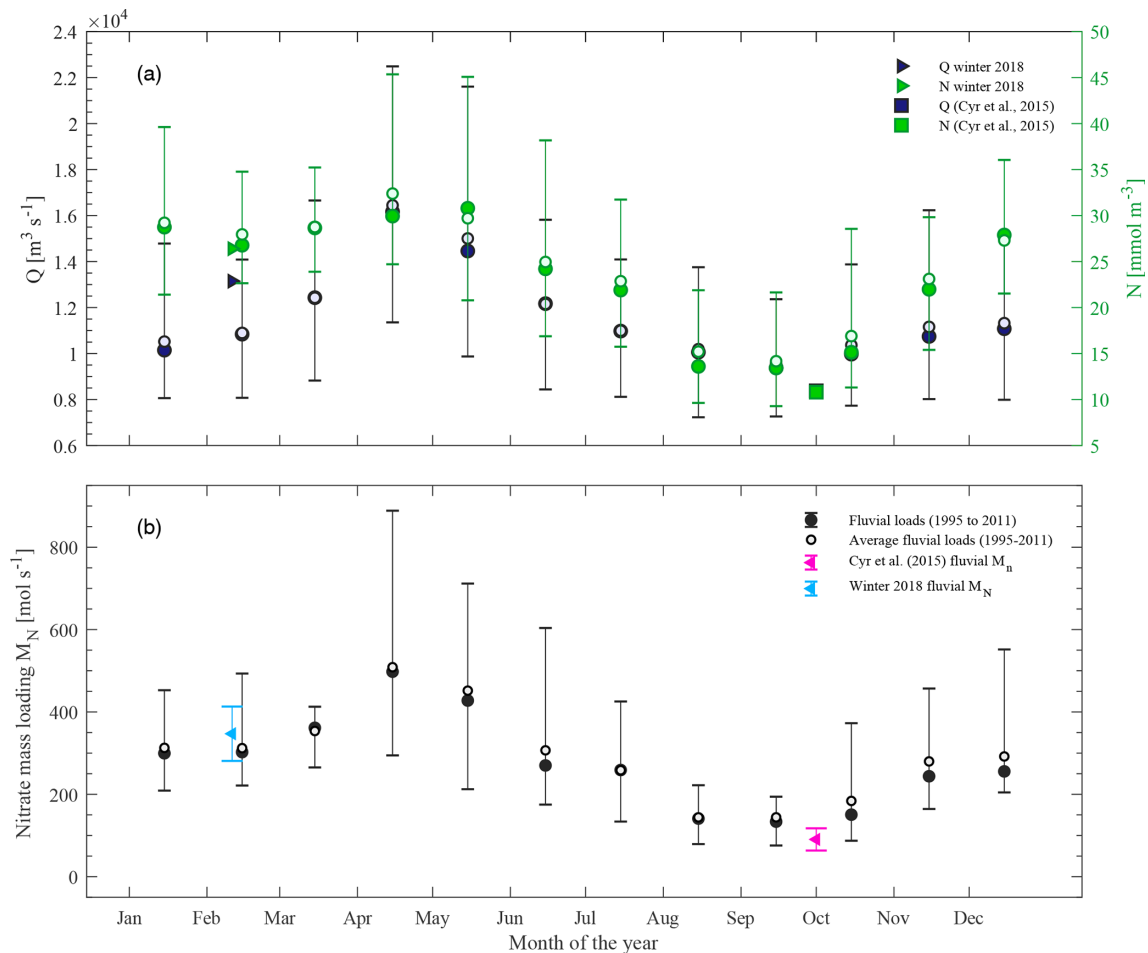 ×10⁴
2.4
2.2
2
1.8
1.6
1.4
1.2
1
0.8
0.6
Q [m³ s⁻¹]
(a)
Q winter 2018
N winter 2018
Q (Cyr et al., 2015)
N (Cyr et al., 2015)
50
45
40
35
30
25
20
15
10
5
N [mmol m⁻³]
800
600
400
200
0
Nitrate mass loading M_N [mol s⁻¹]
(b)
Fluvial loads (1995 to 2011)
Average fluvial loads (1995-2011)
Cyr et al. (2015) fluvial M_n
Winter 2018 fluvial M_N
Jan Feb Mar Apr May Jun Jul Aug Sep Oct Nov Dec
Month of the year